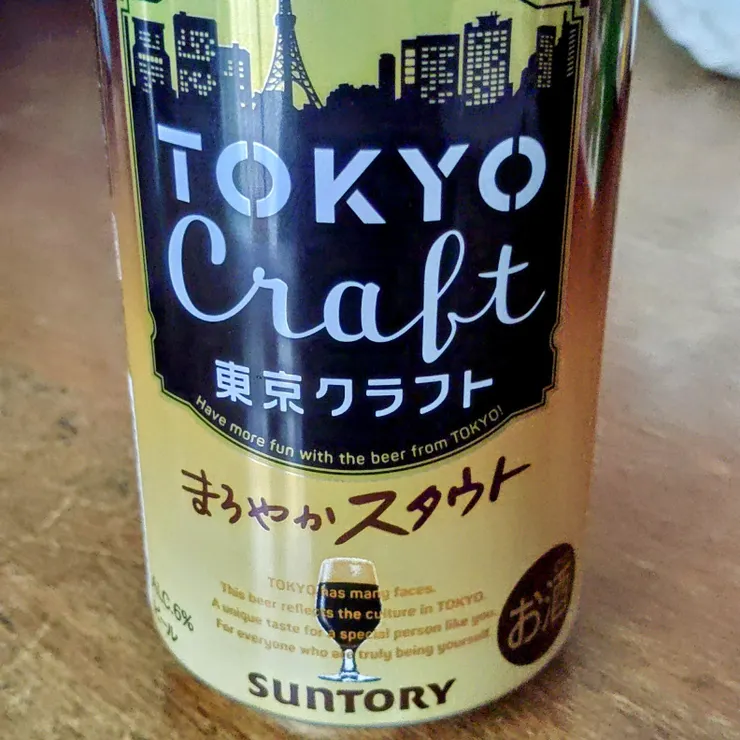 TOKYO
Craft
東京クラフト
Have more fun with the beer from TOKYO!
まろやかスタウト
TOKYO has many faces.
This beer reflects the culture in TOKYO.
A unique taste for a special person like you.
For everyone who are truly being yourself.
ALC.6%
ビール
お酒
SUNTORY